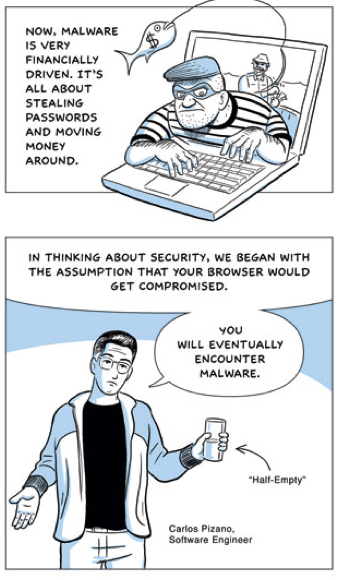 NOW, MALWARE
IS VERY
FINANCIALLY
DRIVEN. IT'S
ALL ABOUT
STEALING
PASSWORDS
AND MOVING
MONEY
AROUND.
$
IN THINKING ABOUT SECURITY, WE BEGAN WITH
THE ASSUMPTION THAT YOUR BROWSER WOULD
GET COMPROMISED.
YOU
WILL EVENTUALLY
ENCOUNTER
MALWARE.
"Half-Empty"
Carlos Pizano,
Software Engineer